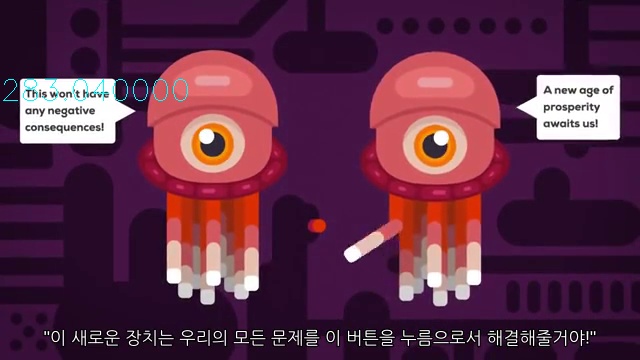 283.040000
This won't have
any negative
consequences!
A new age of
prosperity
awaits us!
"이 새로운 장치는 우리의 모든 문제를 이 버튼을 누름으로서 해결해줄거야!"